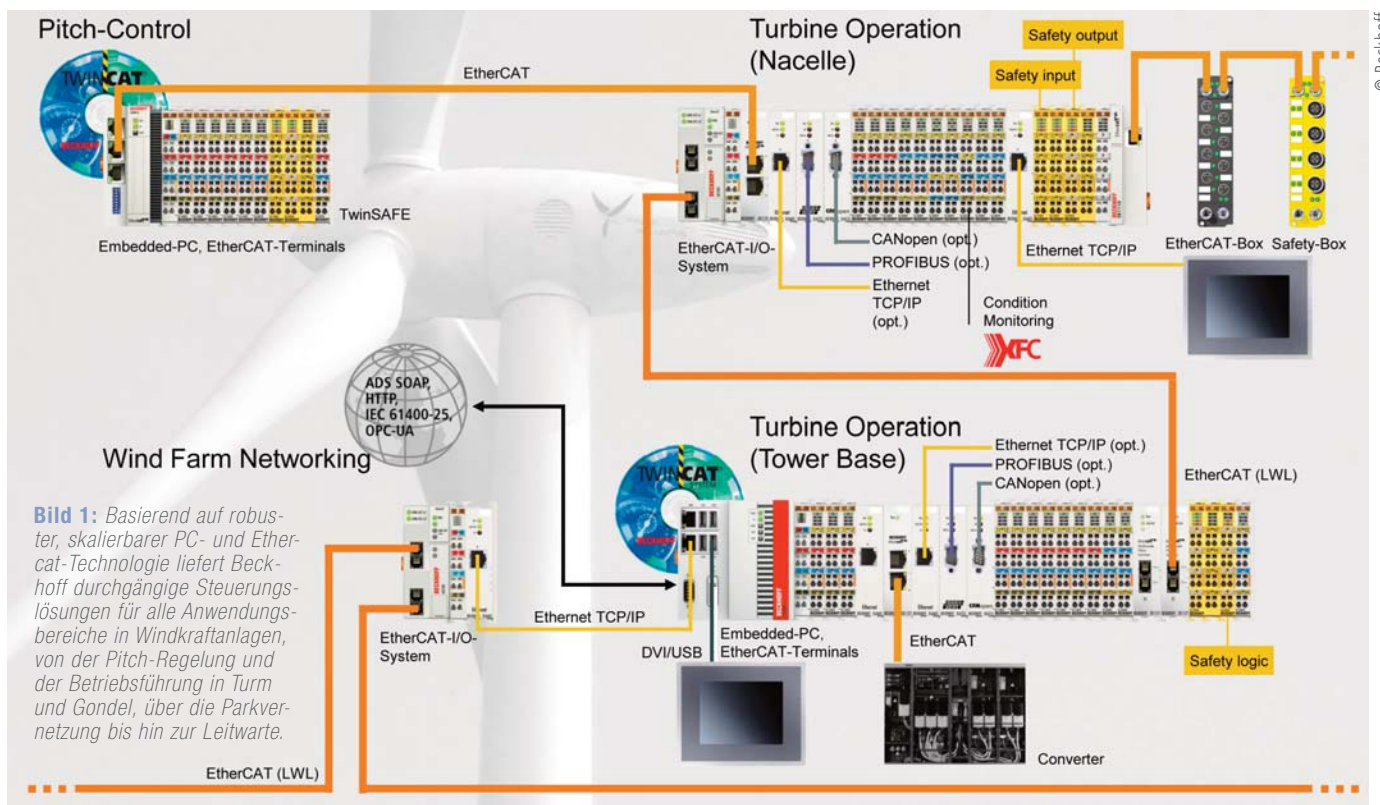 Pitch-Control
TWINCAT
EtherCAT
TwinSAFE
Embedded-PC, EtherCAT-Terminals
Turbine Operation
(Nacelle)
Safety output
Safety input
© Beckhoff
BECKHOFF
EtherCAT-I/O-
System
CANopen (opt.)
PROFIBUS (opt.)
Ethernet
TCP/IP
(opt.)
Condition
Monitoring
XFC
Ethernet TCP/IP
EtherCAT-Box
Safety-Box
ADS SOAP,
HTTP,
IEC 61400-25,
OPC-UA
Wind Farm Networking
Turbine Operation
(Tower Base)
TWINCAT
Ethernet TCP/IP (opt.)
PROFIBUS (opt.)
CANopen (opt.)
EtherCAT (LWL)
Bild 1: Basierend auf robus-
ter, skalierbarer PC- und Ether-
cat-Technologie liefert Beck-
hoff durchgängige Steuerungs-
lösungen für alle Anwendungs-
bereiche in Windkraftanlagen,
von der Pitch-Regelung und
der Betriebsführung in Turm
und Gondel, über die Parkver-
netzung bis hin zur Leitwarte.
EtherCAT-I/O-
System
Ethernet TCP/IP
DVI/USB
Embedded-PC,
EtherCAT-Terminals
EtherCAT
Safety logic
Converter
EtherCAT (LWL)